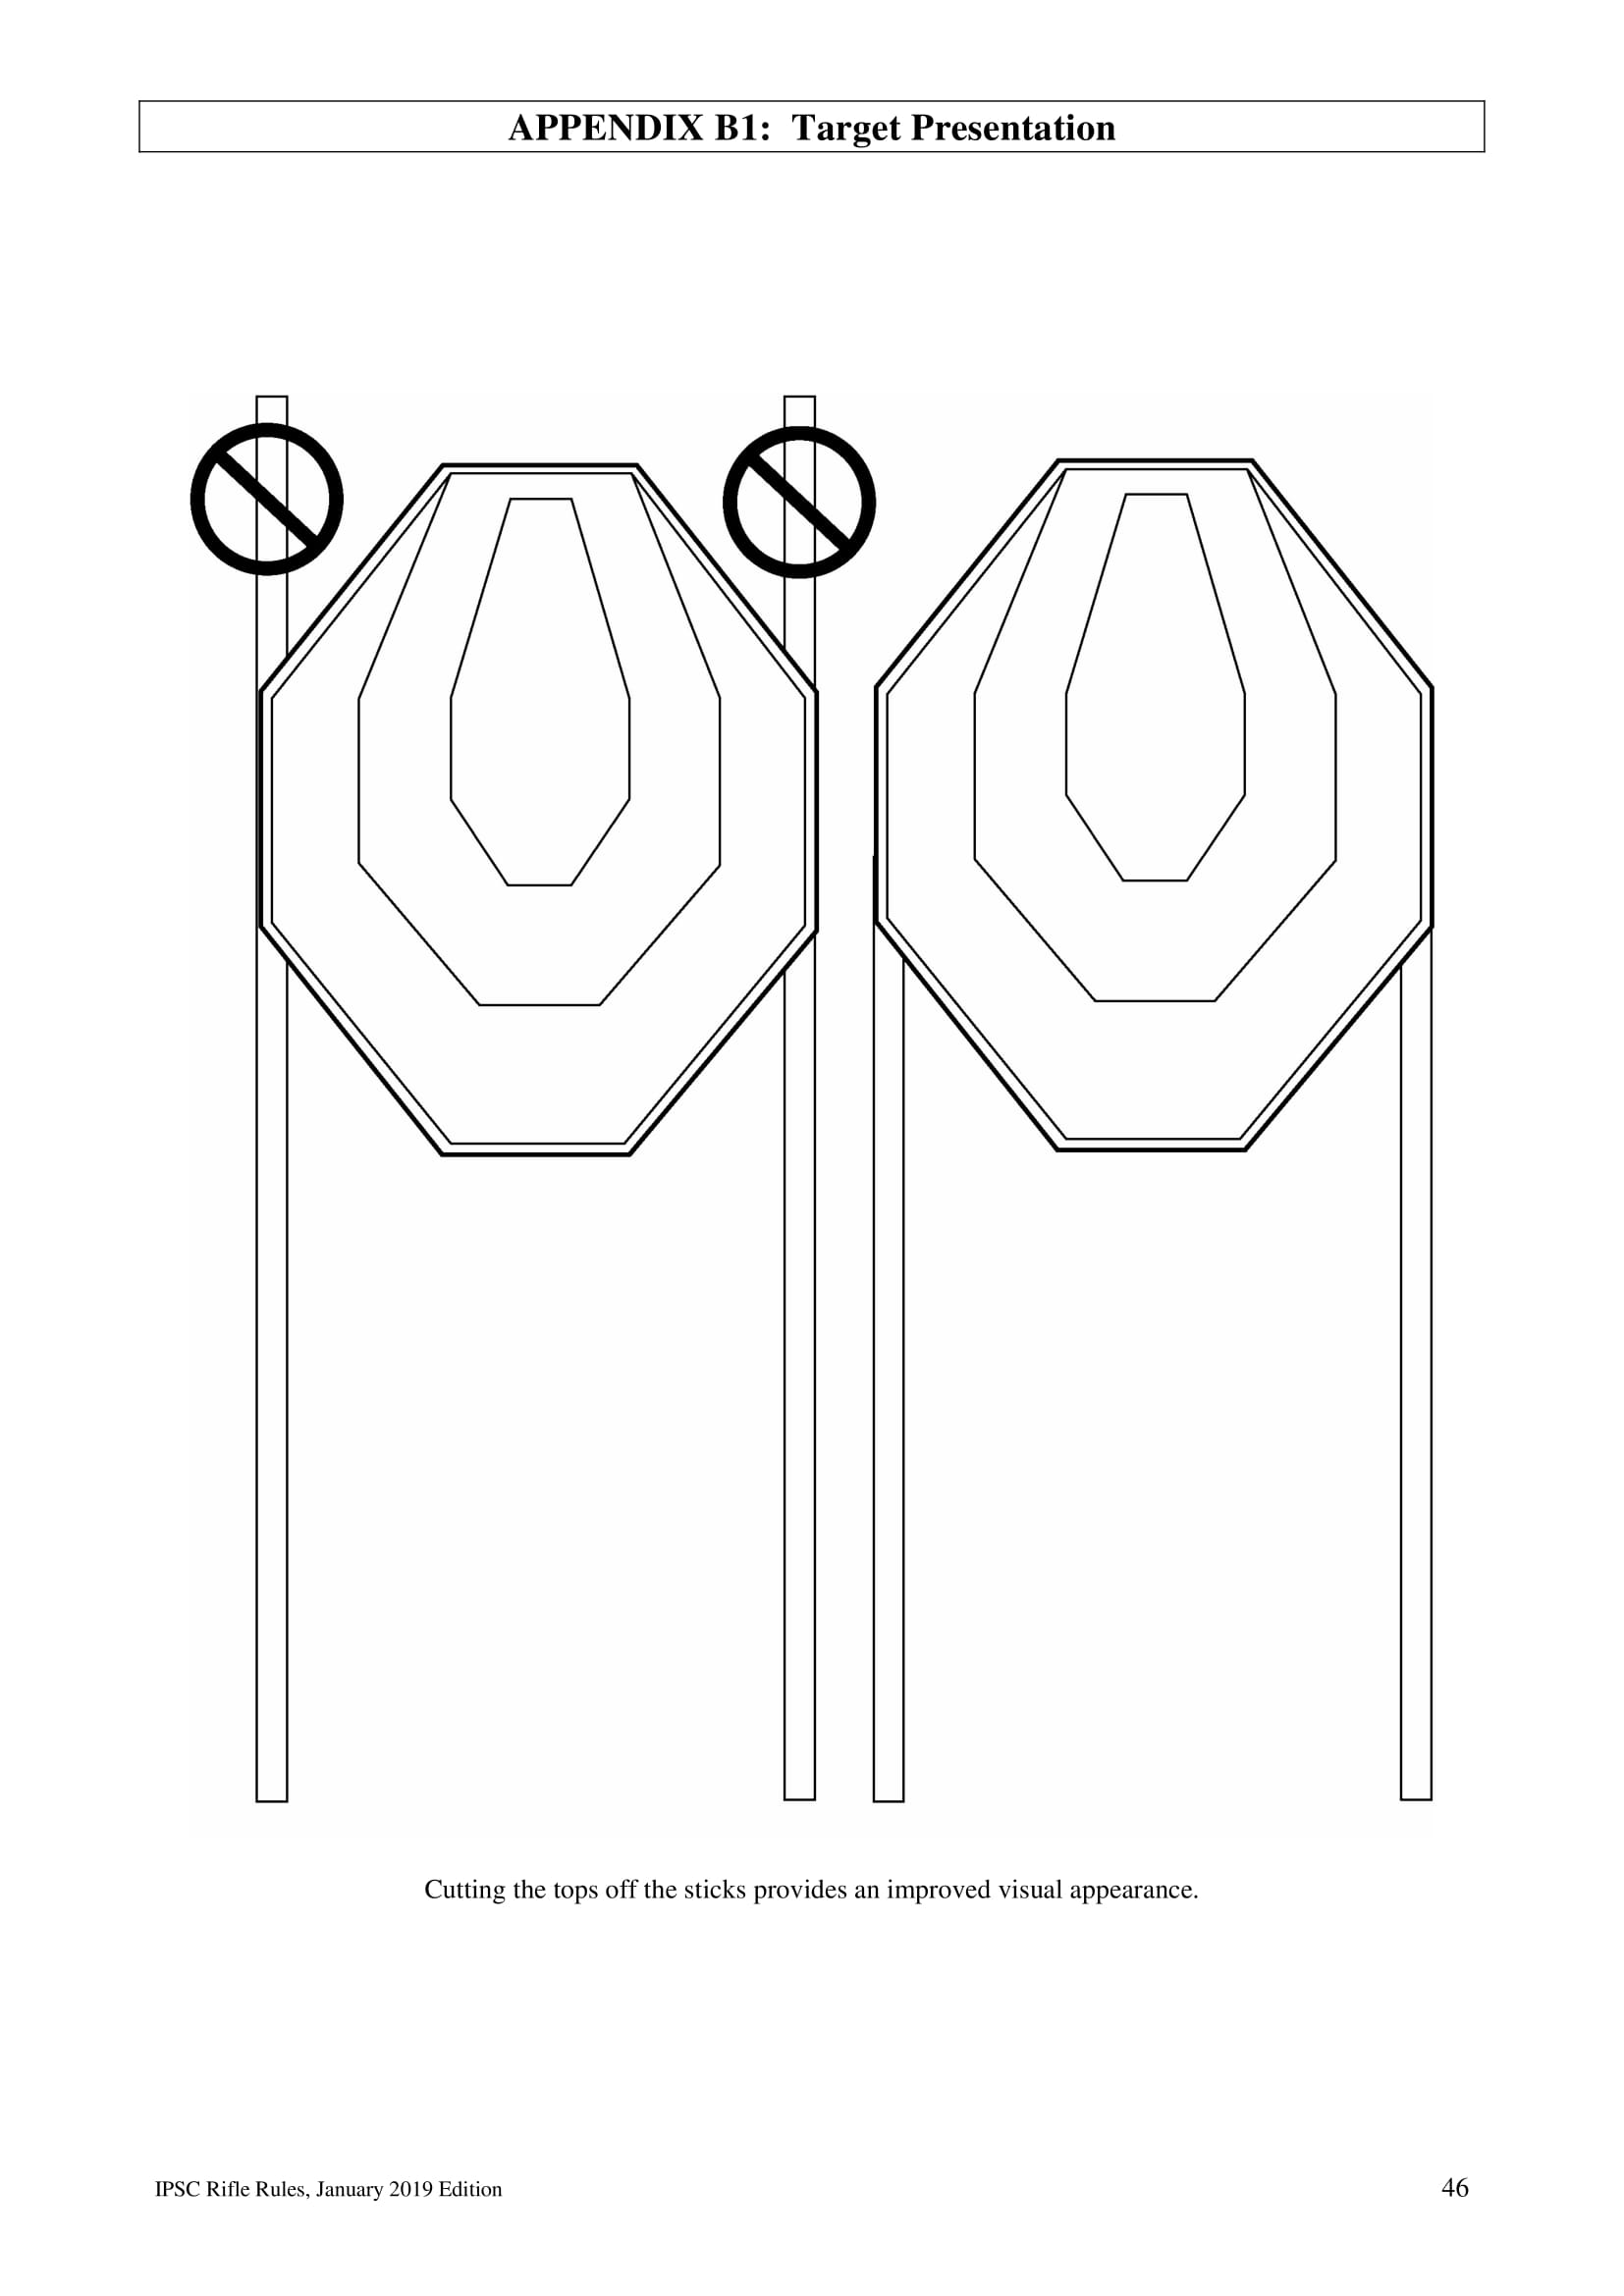 APPENDIX B1:  Target Presentation
Cutting the tops off the sticks provides an improved visual appearance.
IPSC Rifle Rules, January 2019 Edition
46